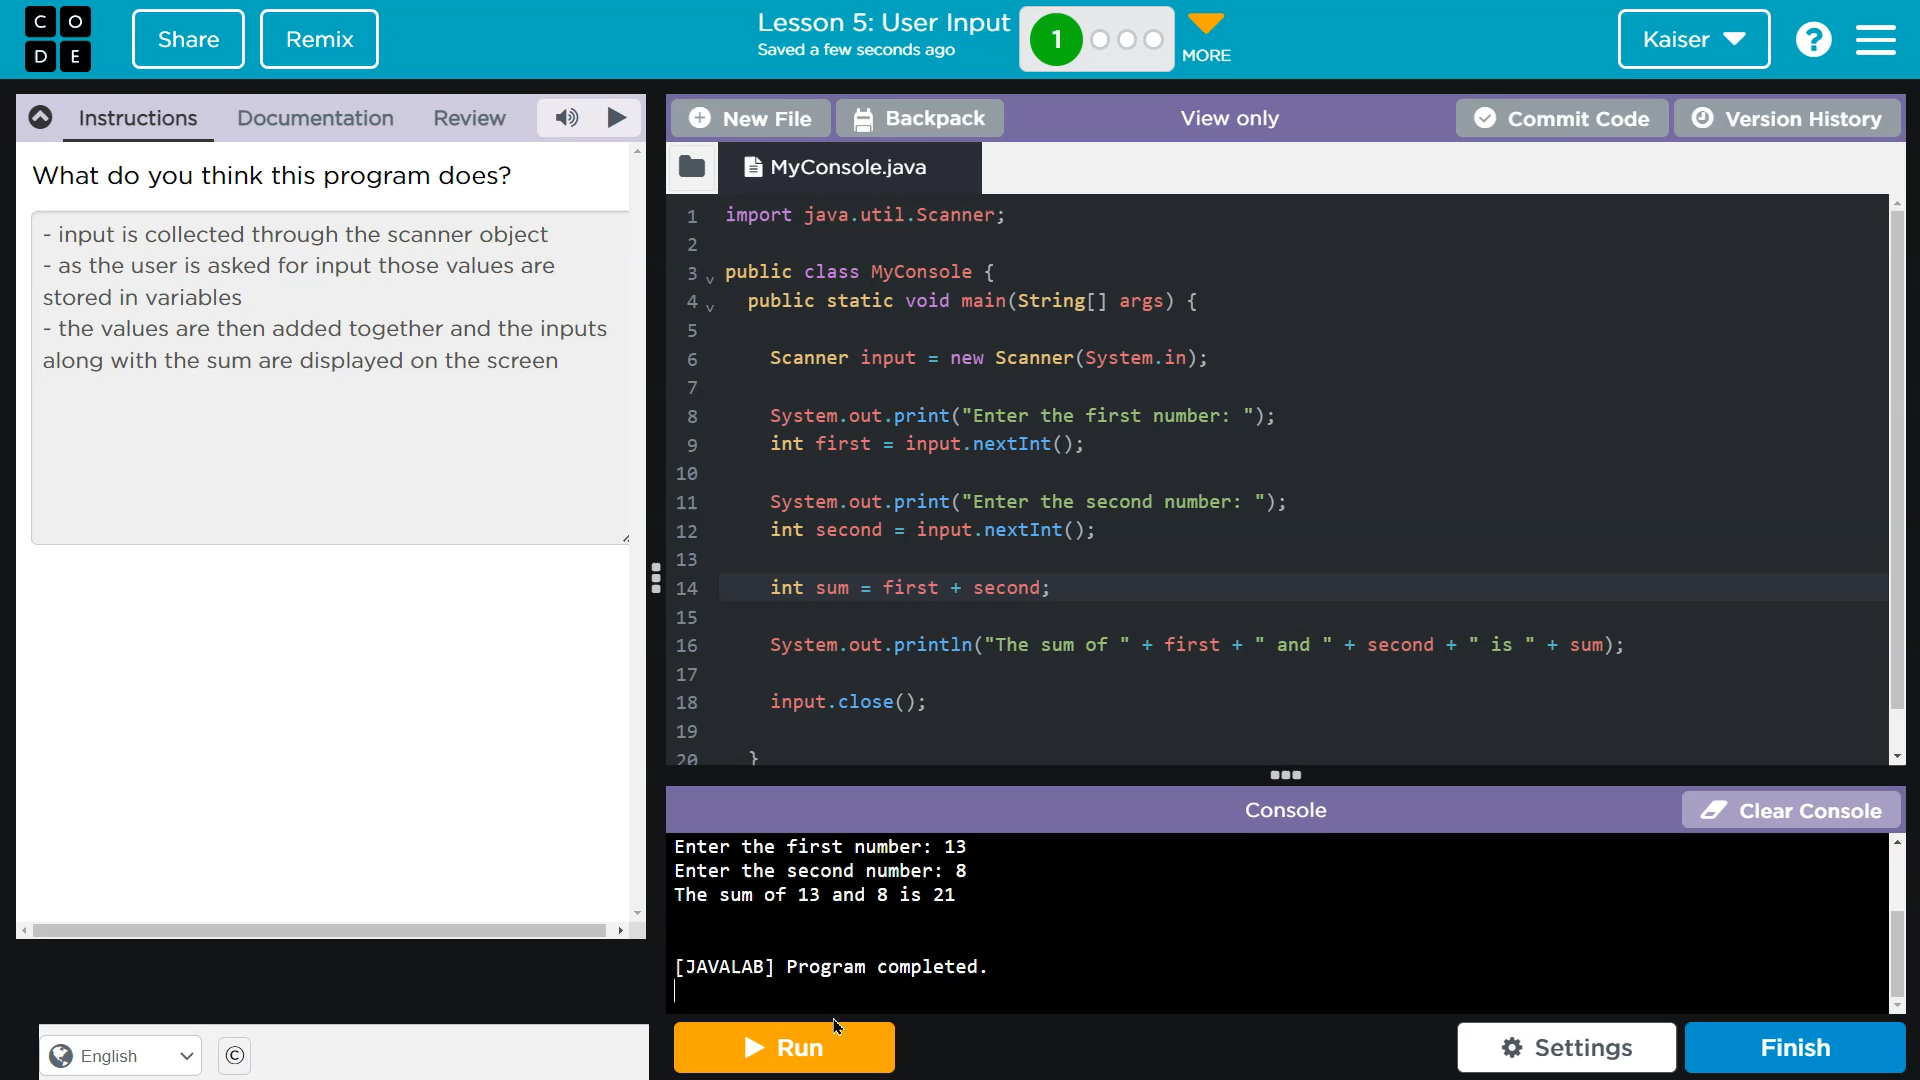 C O
D E
Share
Remix
Lesson 5: User Input
Saved a few seconds ago
1
MORE
Kaiser
?
Instructions
Documentation
Review
What do you think this program does?
- input is collected through the scanner object
- as the user is asked for input those values are
stored in variables
- the values are then added together and the inputs
along with the sum are displayed on the screen
New File
Backpack
View only
Commit Code
Version History
MyConsole.java
1 import java.util.Scanner;
2
3 public class MyConsole {
4 public static void main(String[] args) {
5
6 Scanner input = new Scanner(System.in);
7
8 System.out.print("Enter the first number: ");
9 int first = input.nextInt();
10
11 System.out.print("Enter the second number: ");
12 int second = input.nextInt();
13
14 int sum = first + second;
15
16 System.out.println("The sum of " + first + " and " + second + " is " + sum);
17
18 input.close();
19
20 }
Console
Clear Console
Enter the first number: 13
Enter the second number: 8
The sum of 13 and 8 is 21
[JAVALAB] Program completed.
Run
Settings
Finish
English
©